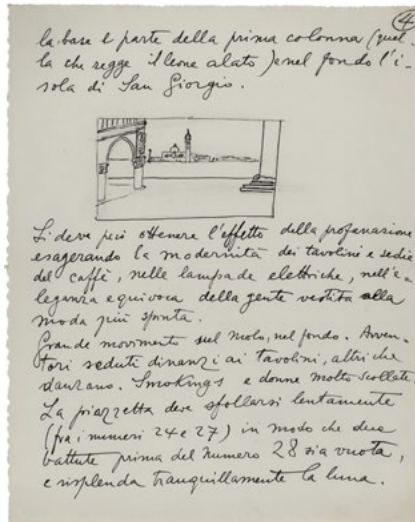 4
la base e parte della prima colonna (quel
la che regge il leone alato) e nel fondo l'i-
sola di San Giorgio.
Si deve poi ottenere l'effetto della profanazione
esagerando la modernità dei tavolini e sedie
del caffè, nelle lampade elettriche, nell'e-
leganza equivoca della gente vestita alla
moda più spinta.
Grande movimento sul molo, nel fondo. Avven-
tori seduti dinanzi ai tavolini, altri che
danzano. Smokings e donne molto scollate.
La piazzetta deve sfollarsi lentamente
(fra i numeri 24 e 27) in modo che due
battute prima del numero 28 sia vuota,
e risplenda tranquillamente la luna.